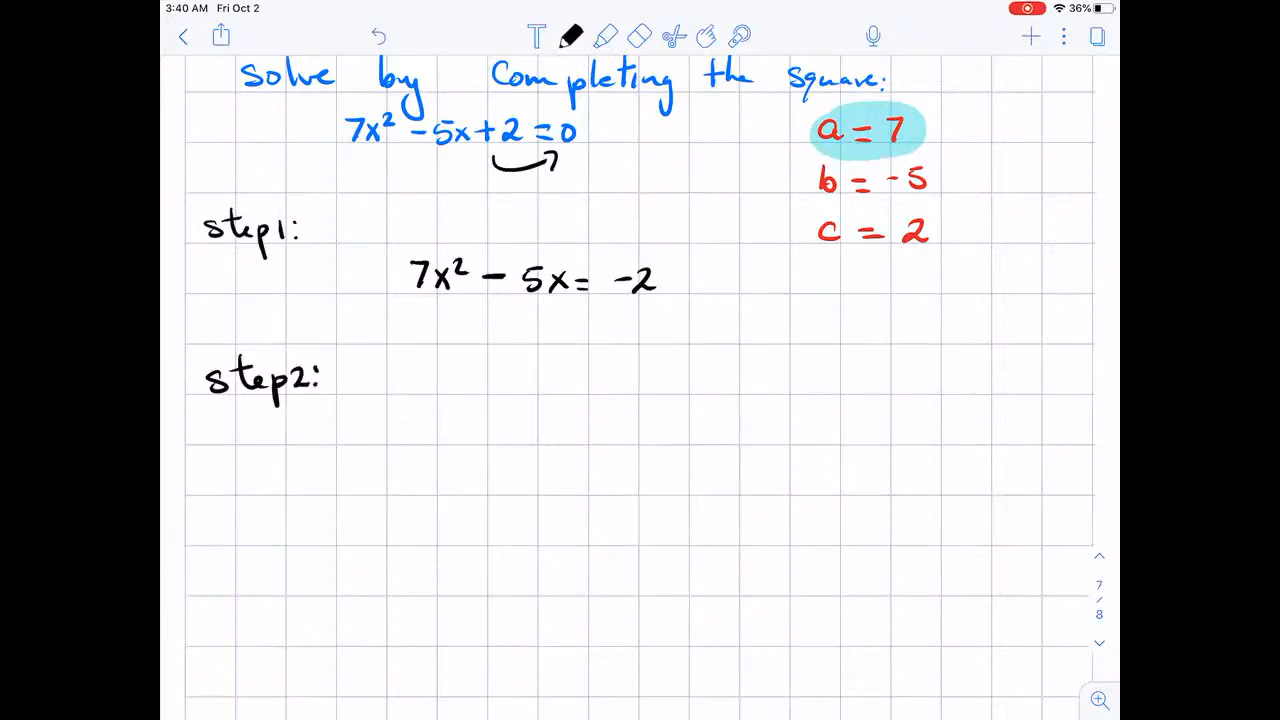 3:40 AM Fri Oct 2
36%
T
solve by Completing the square:
7x² - 5x + 2 = 0
a = 7
b = -5
c = 2
step1:
7x² - 5x = -2
step2:
7
/
8